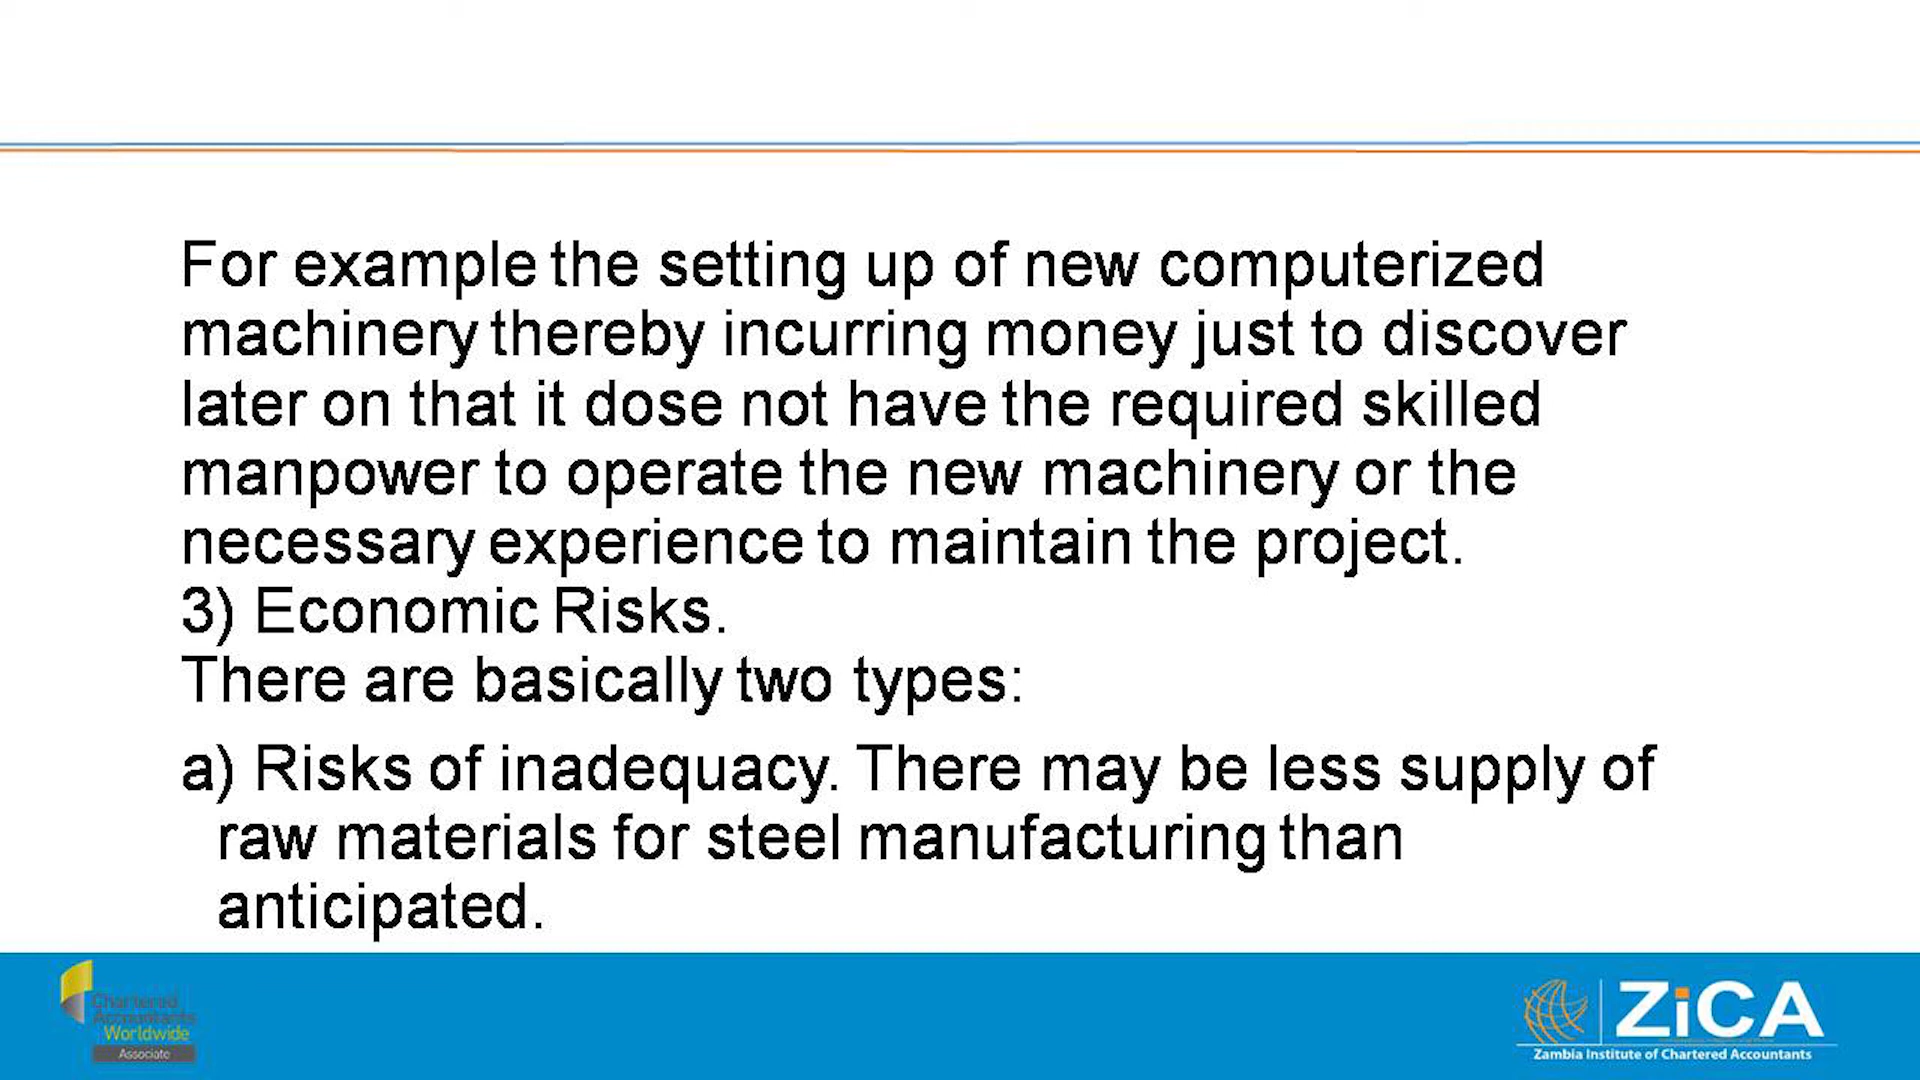 For example the setting up of new computerized
machinery thereby incurring money just to discover
later on that it dose not have the required skilled
manpower to operate the new machinery or the
necessary experience to maintain the project.
3) Economic Risks.
There are basically two types:
a) Risks of inadequacy. There may be less supply of
raw materials for steel manufacturing than
anticipated.
Chartered
Accountants
Worldwide
Associate
ZiCA
Zambia Institute of Chartered Accountants